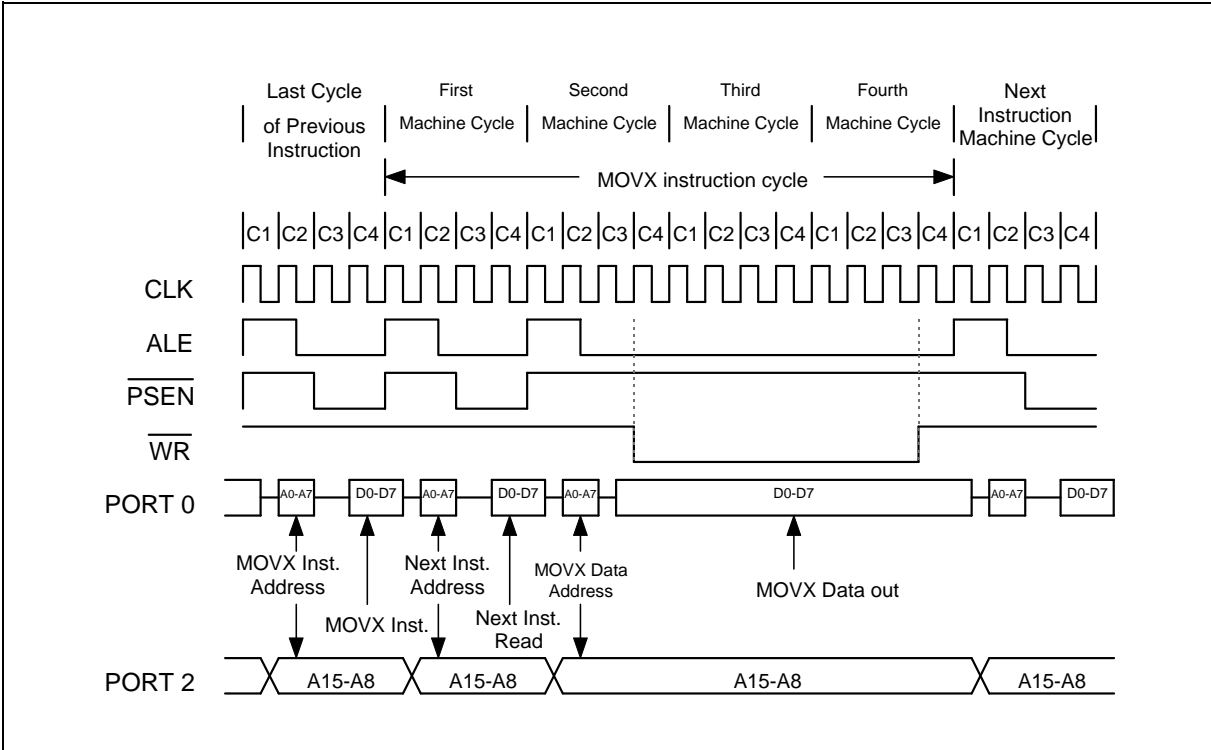 Last Cycle
of Previous
Instruction
First
Machine Cycle
Second
Machine Cycle
Third
Machine Cycle
Fourth
Machine Cycle
Next
Instruction
Machine Cycle
MOVX instruction cycle
C1 C2 C3 C4 C1 C2 C3 C4 C1 C2 C3 C4 C1 C2 C3 C4 C1 C2 C3 C4 C1 C2 C3 C4
CLK
ALE
PSEN
WR
PORT 0
A0-A7 D0-D7 A0-A7 D0-D7 A0-A7 D0-D7 A0-A7 D0-D7
MOVX Inst.
Address
MOVX Inst.
Next Inst.
Address
Next Inst.
Read
MOVX Data
Address
MOVX Data out
PORT 2
A15-A8 A15-A8 A15-A8 A15-A8